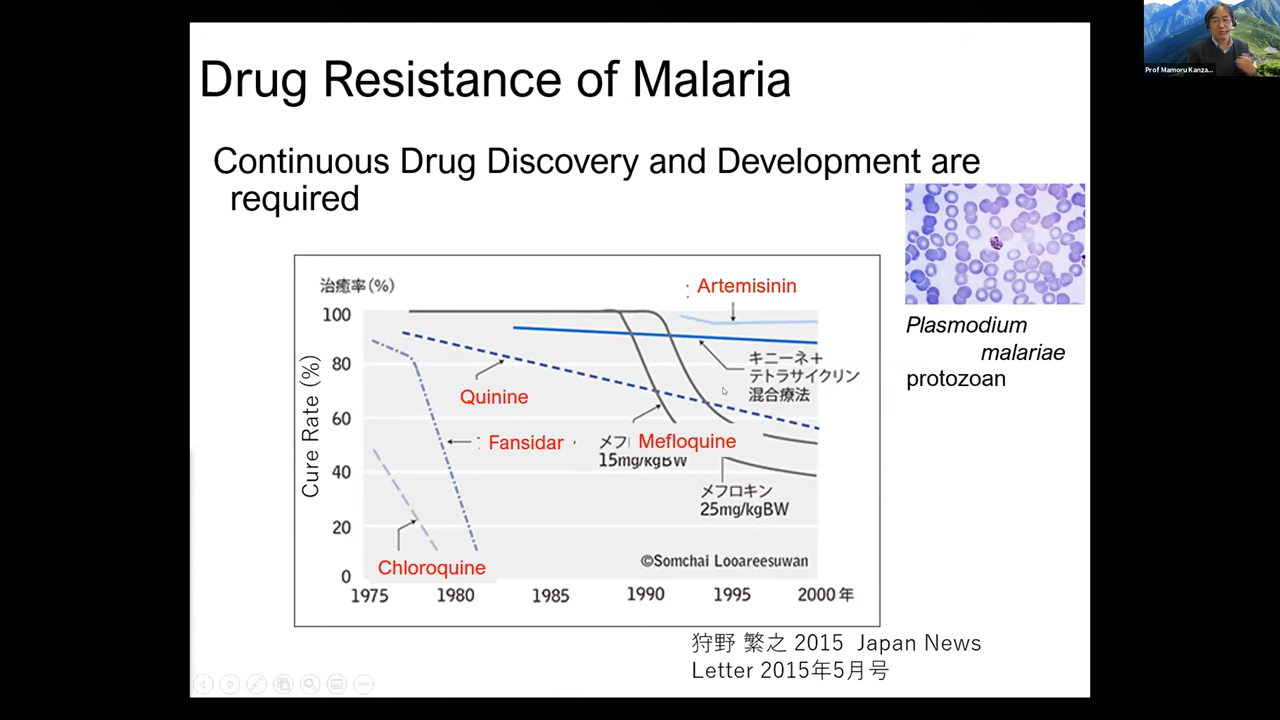 Prof Mamoru Kanza...
Drug Resistance of Malaria
Continuous Drug Discovery and Development are
required
治癒率(%)
Artemisinin
100
80
60
40
20
0
Cure Rate (%)
キニーネ+
テトラサイクリン
混合療法
Quinine
Fansidar
メフ
Mefloquine
15mg/kgBW
メフロキン
25mg/kgBW
Chloroquine
©Somchai Looareesuwan
1975 1980 1985 1990 1995 2000年
Plasmodium
malariae
protozoan
狩野 繁之 2015 Japan News
Letter 2015年5月号